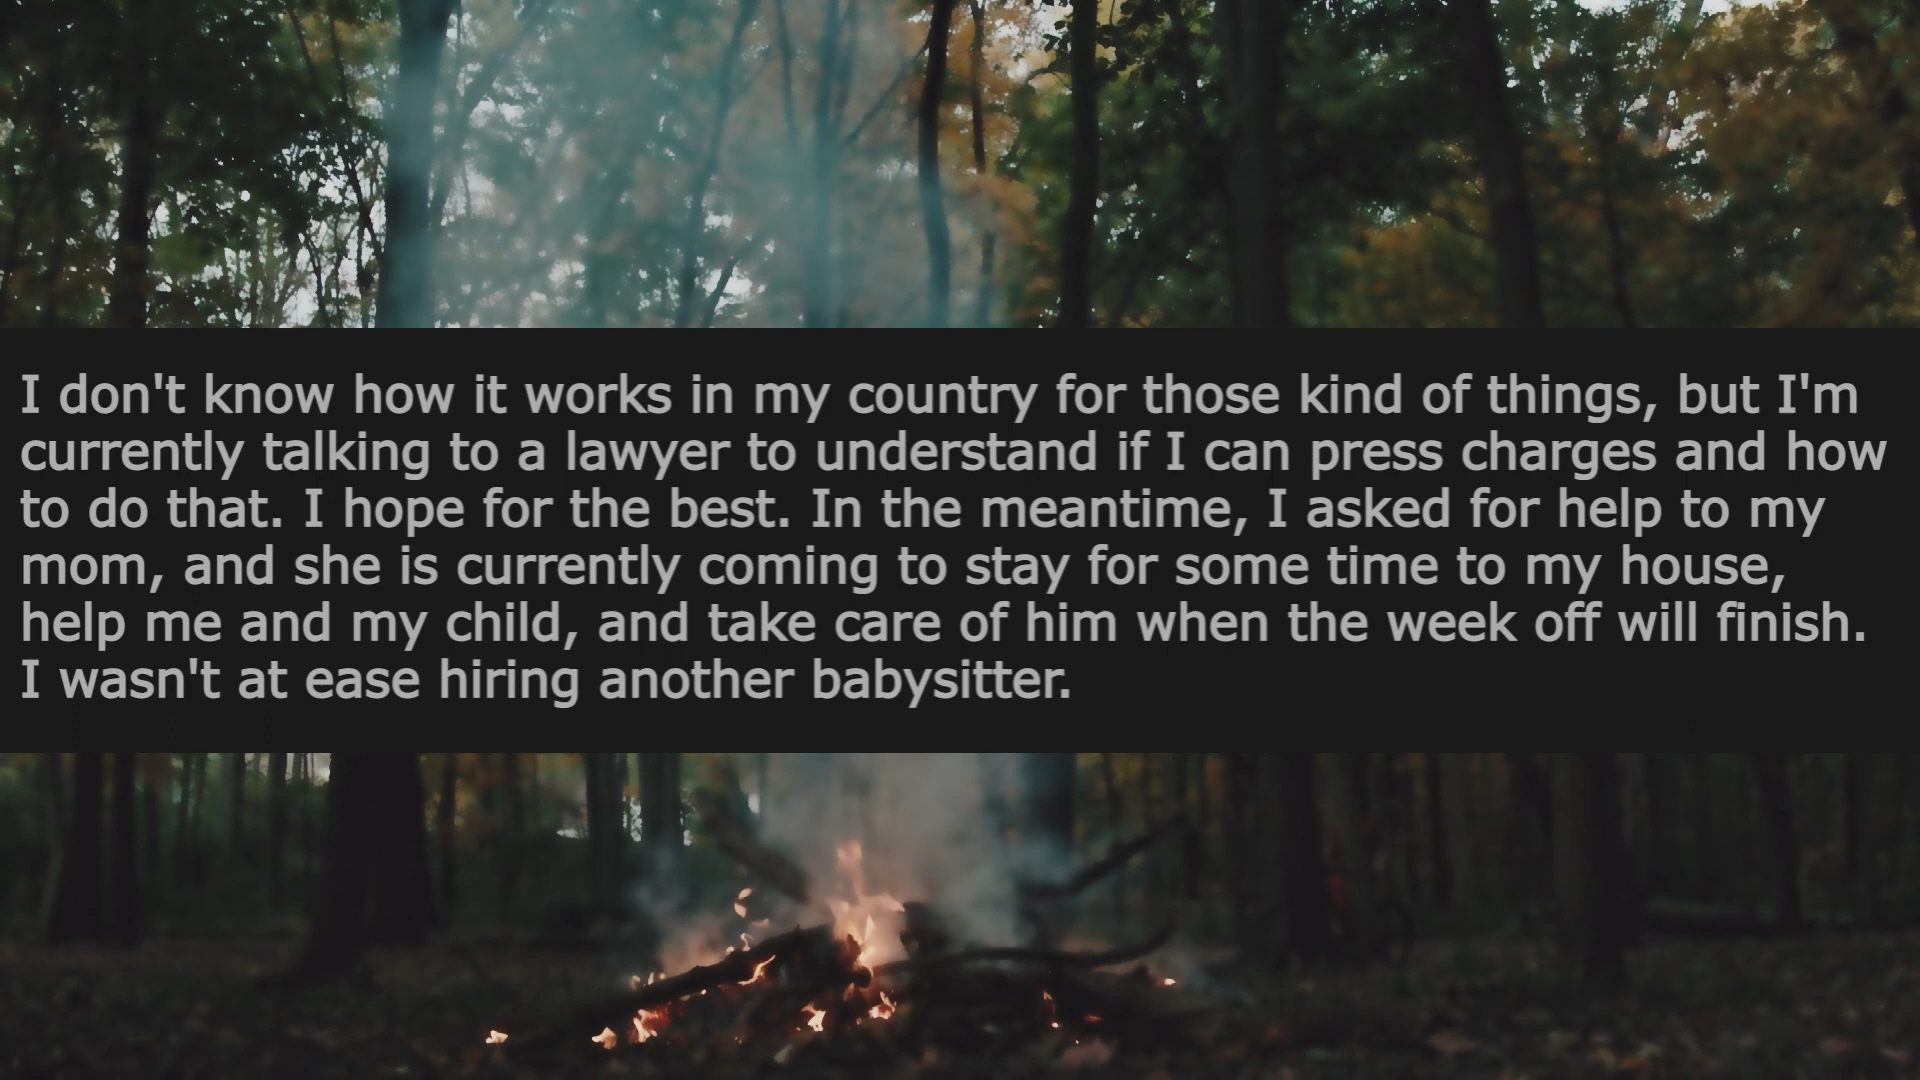 I don't know how it works in my country for those kind of things, but I'm
currently talking to a lawyer to understand if I can press charges and how
to do that. I hope for the best. In the meantime, I asked for help to my
mom, and she is currently coming to stay for some time to my house,
help me and my child, and take care of him when the week off will finish.
I wasn't at ease hiring another babysitter.